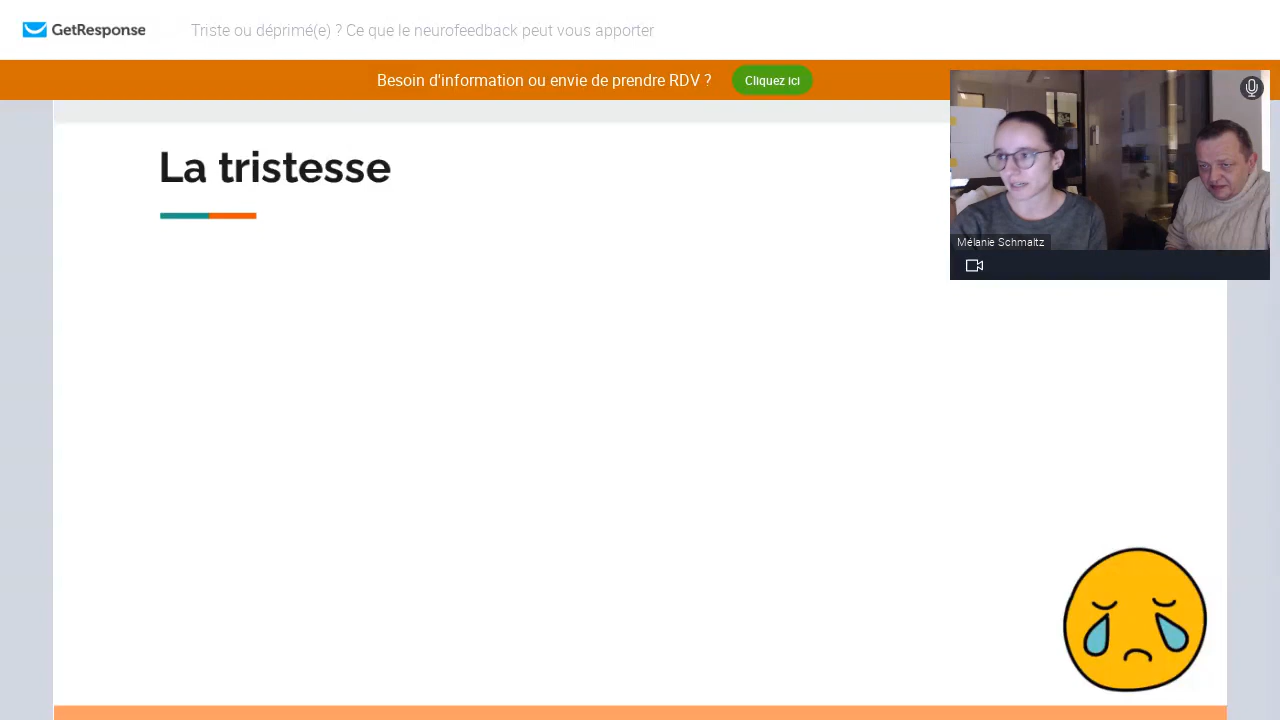 GetResponse
Triste ou déprimé(e) ? Ce que le neurofeedback peut vous apporter
Besoin d'information ou envie de prendre RDV ?
Cliquez ici
La tristesse
Mélanie Schmaltz